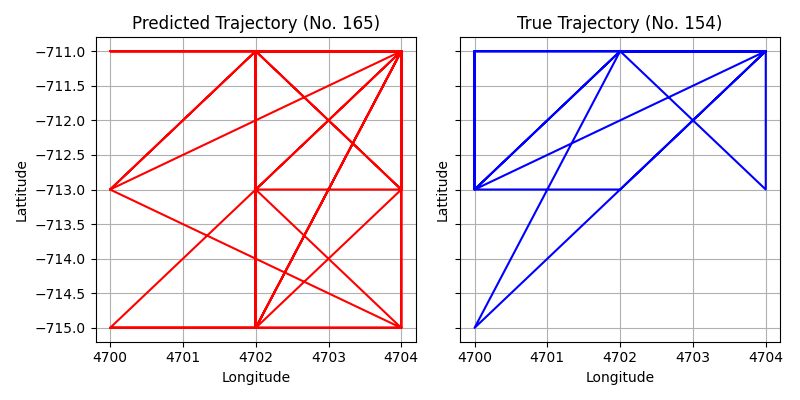 Predicted Trajectory (No. 165)
True Trajectory (No. 154)
−711.0
−711.5
−712.0
−712.5
−713.0
−713.5
−714.0
−714.5
−715.0
Lattitude
Lattitude
4700 4701 4702 4703 4704
4700 4701 4702 4703 4704
Longitude
Longitude